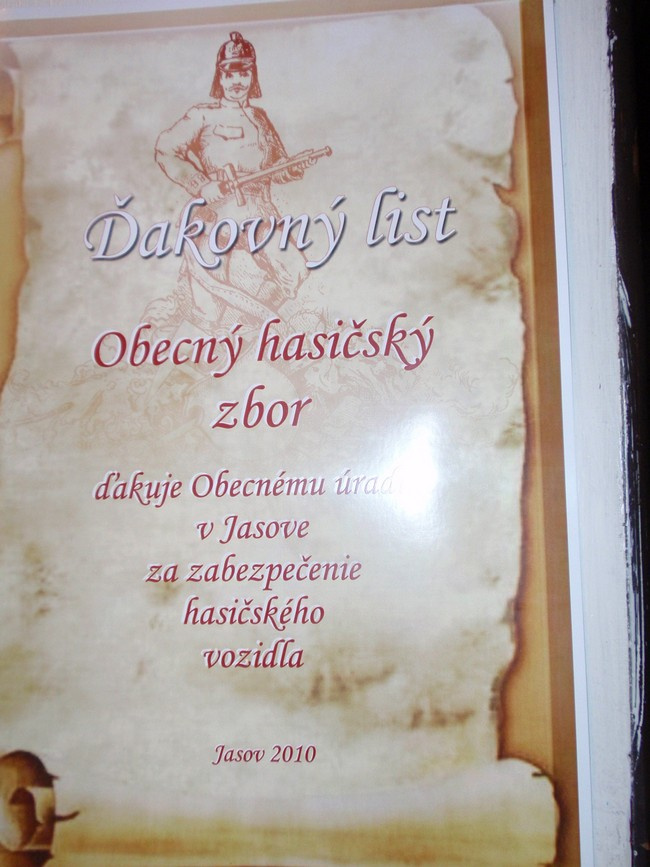 Ďakovný list
Obecný hasičský
zbor
ďakuje Obecnému
v Jasove
za zabezpečenie
hasičského
vozidla
Jasov 2010